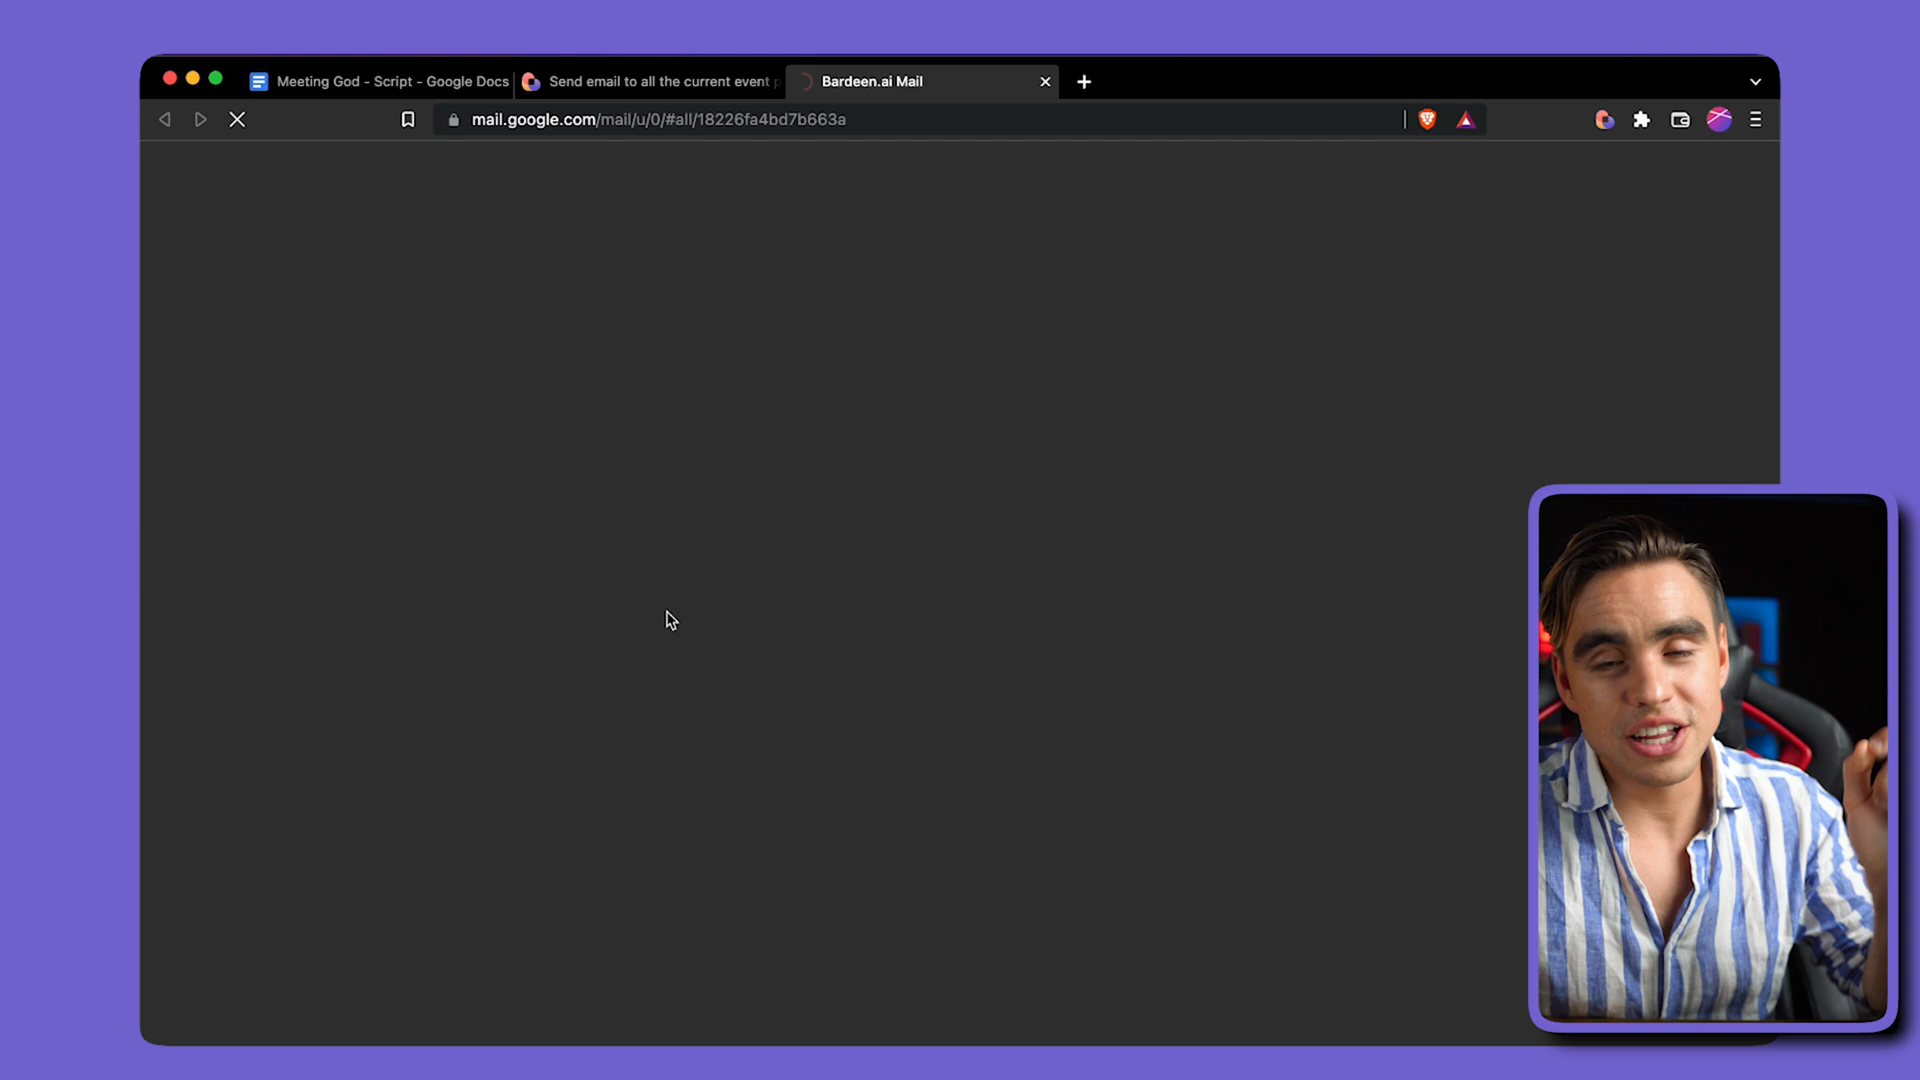 Meeting God - Script - Google Docs
Send email to all the current event p
Bardeen.ai Mail
mail.google.com/mail/u/0/#all/18226fa4bd7b663a